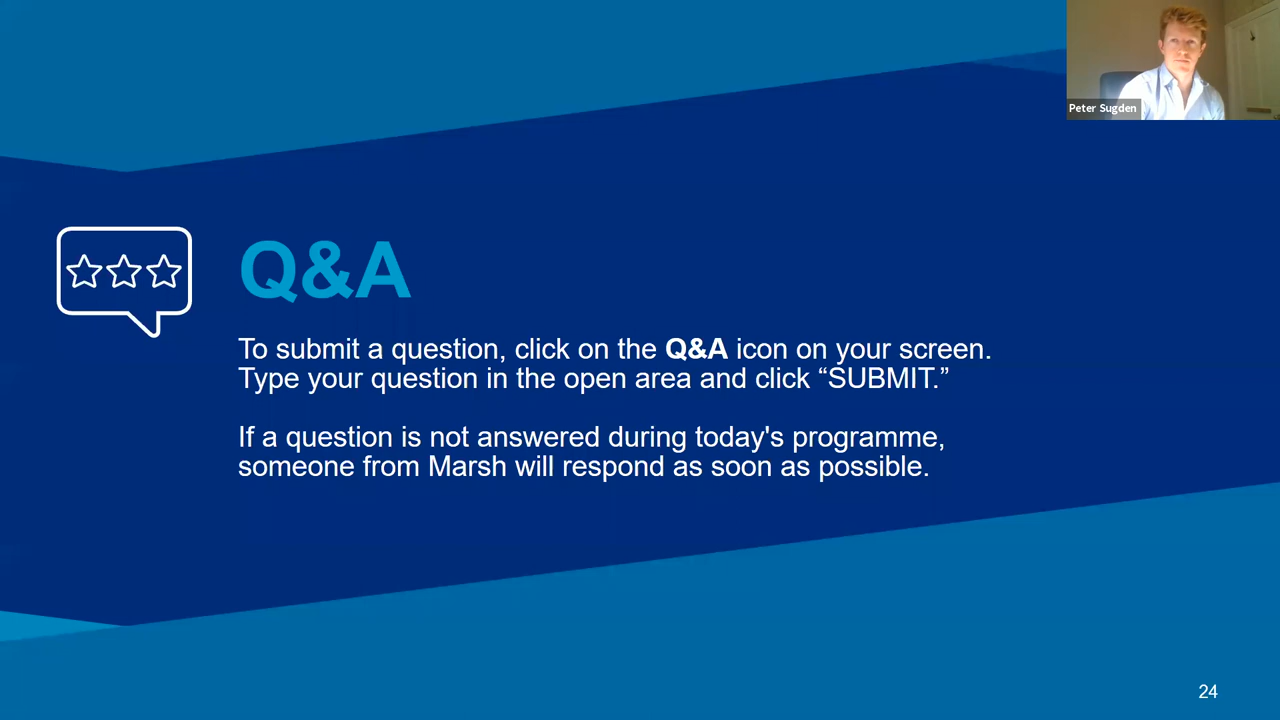 Peter Sugden
Q&A
To submit a question, click on the Q&A icon on your screen.
Type your question in the open area and click “SUBMIT.”
If a question is not answered during today's programme,
someone from Marsh will respond as soon as possible.
24